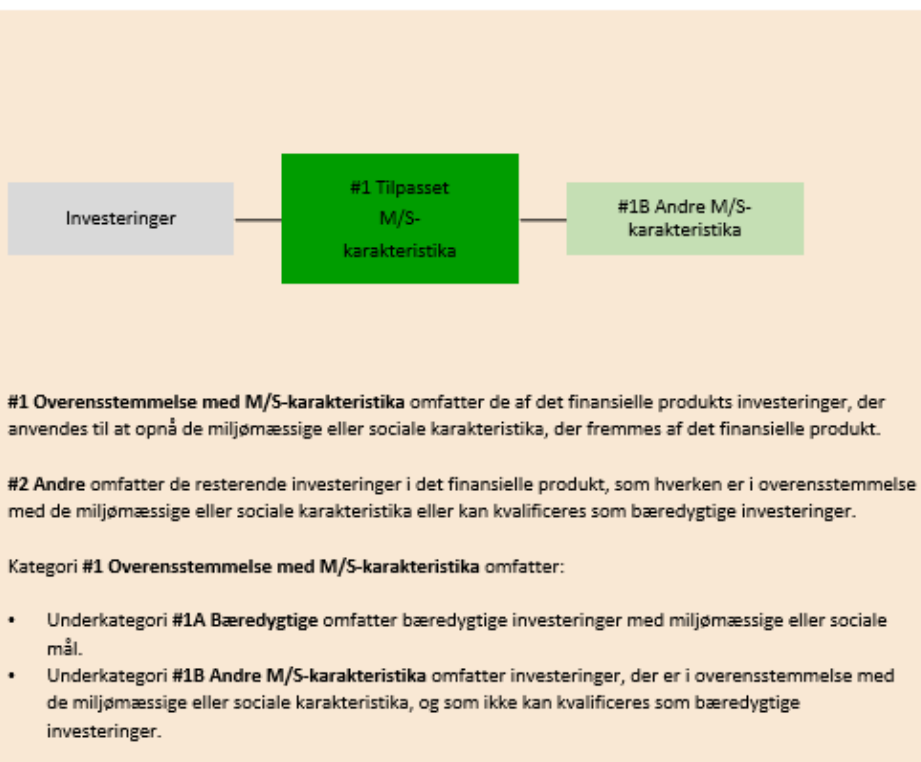 Investeringer
#1 Tilpasset
M/S-
karakteristika
#1B Andre M/S-
karakteristika
#1 Overensstemmelse med M/S-karakteristika omfatter de af det finansielle produkts investeringer, der
anvendes til at opnå de miljømæssige eller sociale karakteristika, der fremmes af det finansielle produkt.
#2 Andre omfatter de resterende investeringer i det finansielle produkt, som hverken er i overensstemmelse
med de miljømæssige eller sociale karakteristika eller kan kvalificeres som bæredygtige investeringer.
Kategori #1 Overensstemmelse med M/S-karakteristika omfatter:
• Underkategori #1A Bæredygtige omfatter bæredygtige investeringer med miljømæssige eller sociale
mål.
• Underkategori #1B Andre M/S-karakteristika omfatter investeringer, der er i overensstemmelse med
de miljømæssige eller sociale karakteristika, og som ikke kan kvalificeres som bæredygtige
investeringer.